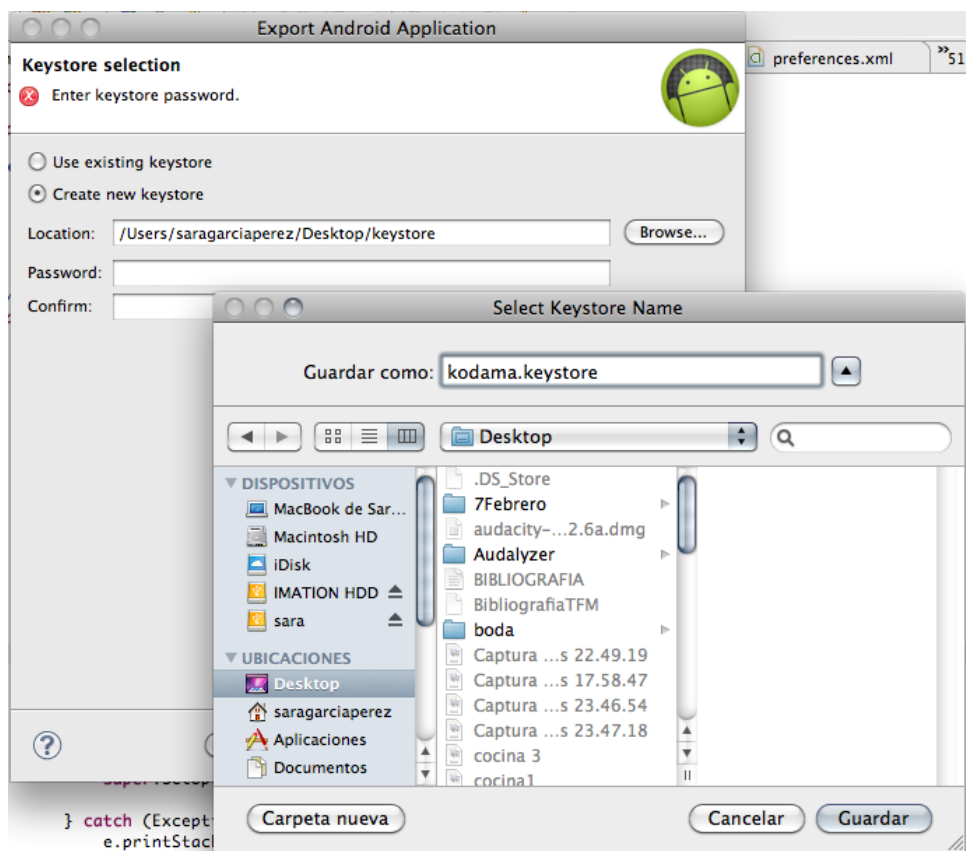 Export Android Application
Keystore selection
Enter keystore password.
preferences.xml
»51
Use existing keystore
Create new keystore
Location: /Users/saragarciaperez/Desktop/keystore Browse...
Password:
Confirm:
Select Keystore Name
Guardar como: kodama.keystore
Desktop
DISPOSITIVOS
MacBook de Sar...
Macintosh HD
iDisk
IMATION HDD
sara
UBICACIONES
Desktop
saragarciaperez
Aplicaciones
Documentos
.DS_Store
7Febrero
audacity-...2.6a.dmg
Audalyzer
BIBLIOGRAFIA
BibliografiaTFM
boda
Captura ...s 22.49.19
Captura ...s 17.58.47
Captura ...s 23.46.54
Captura ...s 23.47.18
cocina 3
cocina1
Carpeta nueva
Cancelar
Guardar
} catch (Except
e.printStac